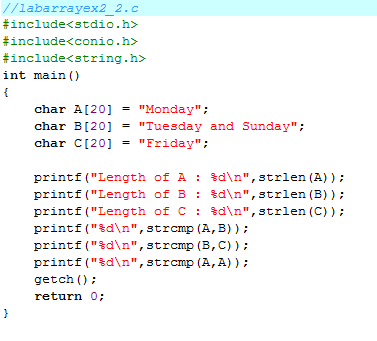 //labarrayex2_2.c
#include<stdio.h>
#include<conio.h>
#include<string.h>
int main()
{
    char A[20] = "Monday";
    char B[20] = "Tuesday and Sunday";
    char C[20] = "Friday";

    printf("Length of A : %d\n",strlen(A));
    printf("Length of B : %d\n",strlen(B));
    printf("Length of C : %d\n",strlen(C));
    printf("%d\n",strcmp(A,B));
    printf("%d\n",strcmp(B,C));
    printf("%d\n",strcmp(A,A));
    getch();
    return 0;
}